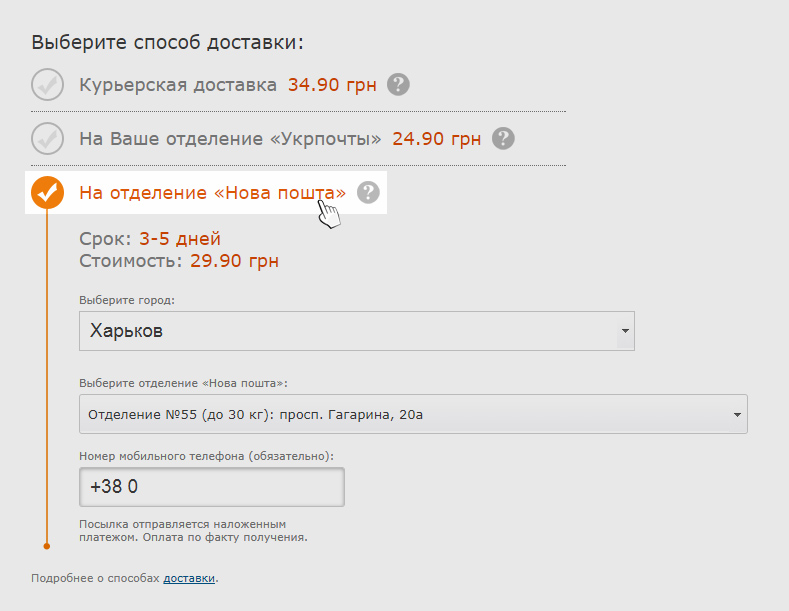 Выберите способ доставки:
Курьерская доставка 34.90 грн ?
На Ваше отделение «Укрпочты» 24.90 грн ?
На отделение «Нова пошта» ?
Срок: 3-5 дней
Стоимость: 29.90 грн
Выберите город:
Харьков
Выберите отделение «Нова пошта»:
Отделение №55 (до 30 кг): просп. Гагарина, 20а
Номер мобильного телефона (обязательно):
+38 0
Посылка отправляется наложенным
платежом. Оплата по факту получения.
Подробнее о способах доставки.